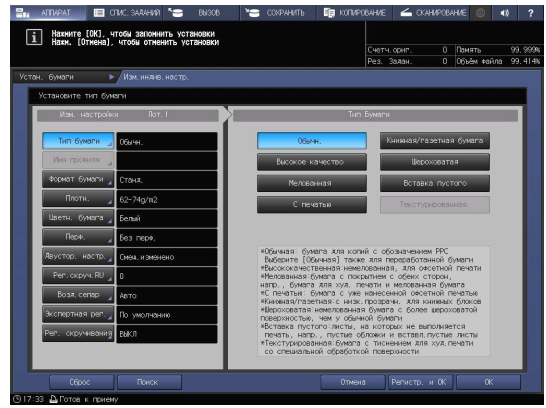 АППАРАТ СПИС. ЗАДАНИЙ ВЫЗОВ СОХРАНИТЬ КОПИРОВАНИЕ СКАНИРОВАНИЕ ?
Нажмите [OK], чтобы запомнить установки
Нажм. [Отмена], чтобы отменить установки
Счетч.ориг. 0 Память 99.999%
Рез. Задан. 0 Объём файла 99.414%
Устан. бумаги Изм.индив.настр.
Установите тип бумаги
Изм. настройки Лот.1
Тип бумаги Обычн.
Имя профиля
Формат бумаги Станд.
Плотн. 62-74g/m2
Цветн. бумага Белый
Перф. Без перф.
Двустор. настр. Смещ.изменено
Рег.скруч.RU 0
Возд.сепар Авто
Экспертная рег. По умолчанию
Рег. скручивания ВЫКЛ
Тип Бумаги
Обычн. Книжная/газетная бумага
Высокое качество Шероховатая
Мелованная Вставка пустого
С печатью Текстурированная
*Обычная: бумага для копий с обозначением PPC
Выберите [Обычная] также для переработанной бумаги
*Высококачественная:немелованная, для офсетной печати
*Мелованная:бумага с покрытием с обеих сторон,
напр., бумага для худ. печати и мелованная бумага
*С печатью: бумага с уже нанесенной офсетной печатью
*Книжная/газетная:с низк.прозрачн. для книжных блоков
*Шероховатая:немелованная бумага с более шероховатой
поверхностью, чем у обычной бумаги
*Вставка пустого:листы, на которых не выполняется
печать, напр., пустые обложки и вставл.пустые листы
*Текстурированная:бумага с тиснением для худ.печати
со специальной обработкой поверхности
Сброс Поиск Отмена Регистр. и OK OK
17:33 Готов к приему